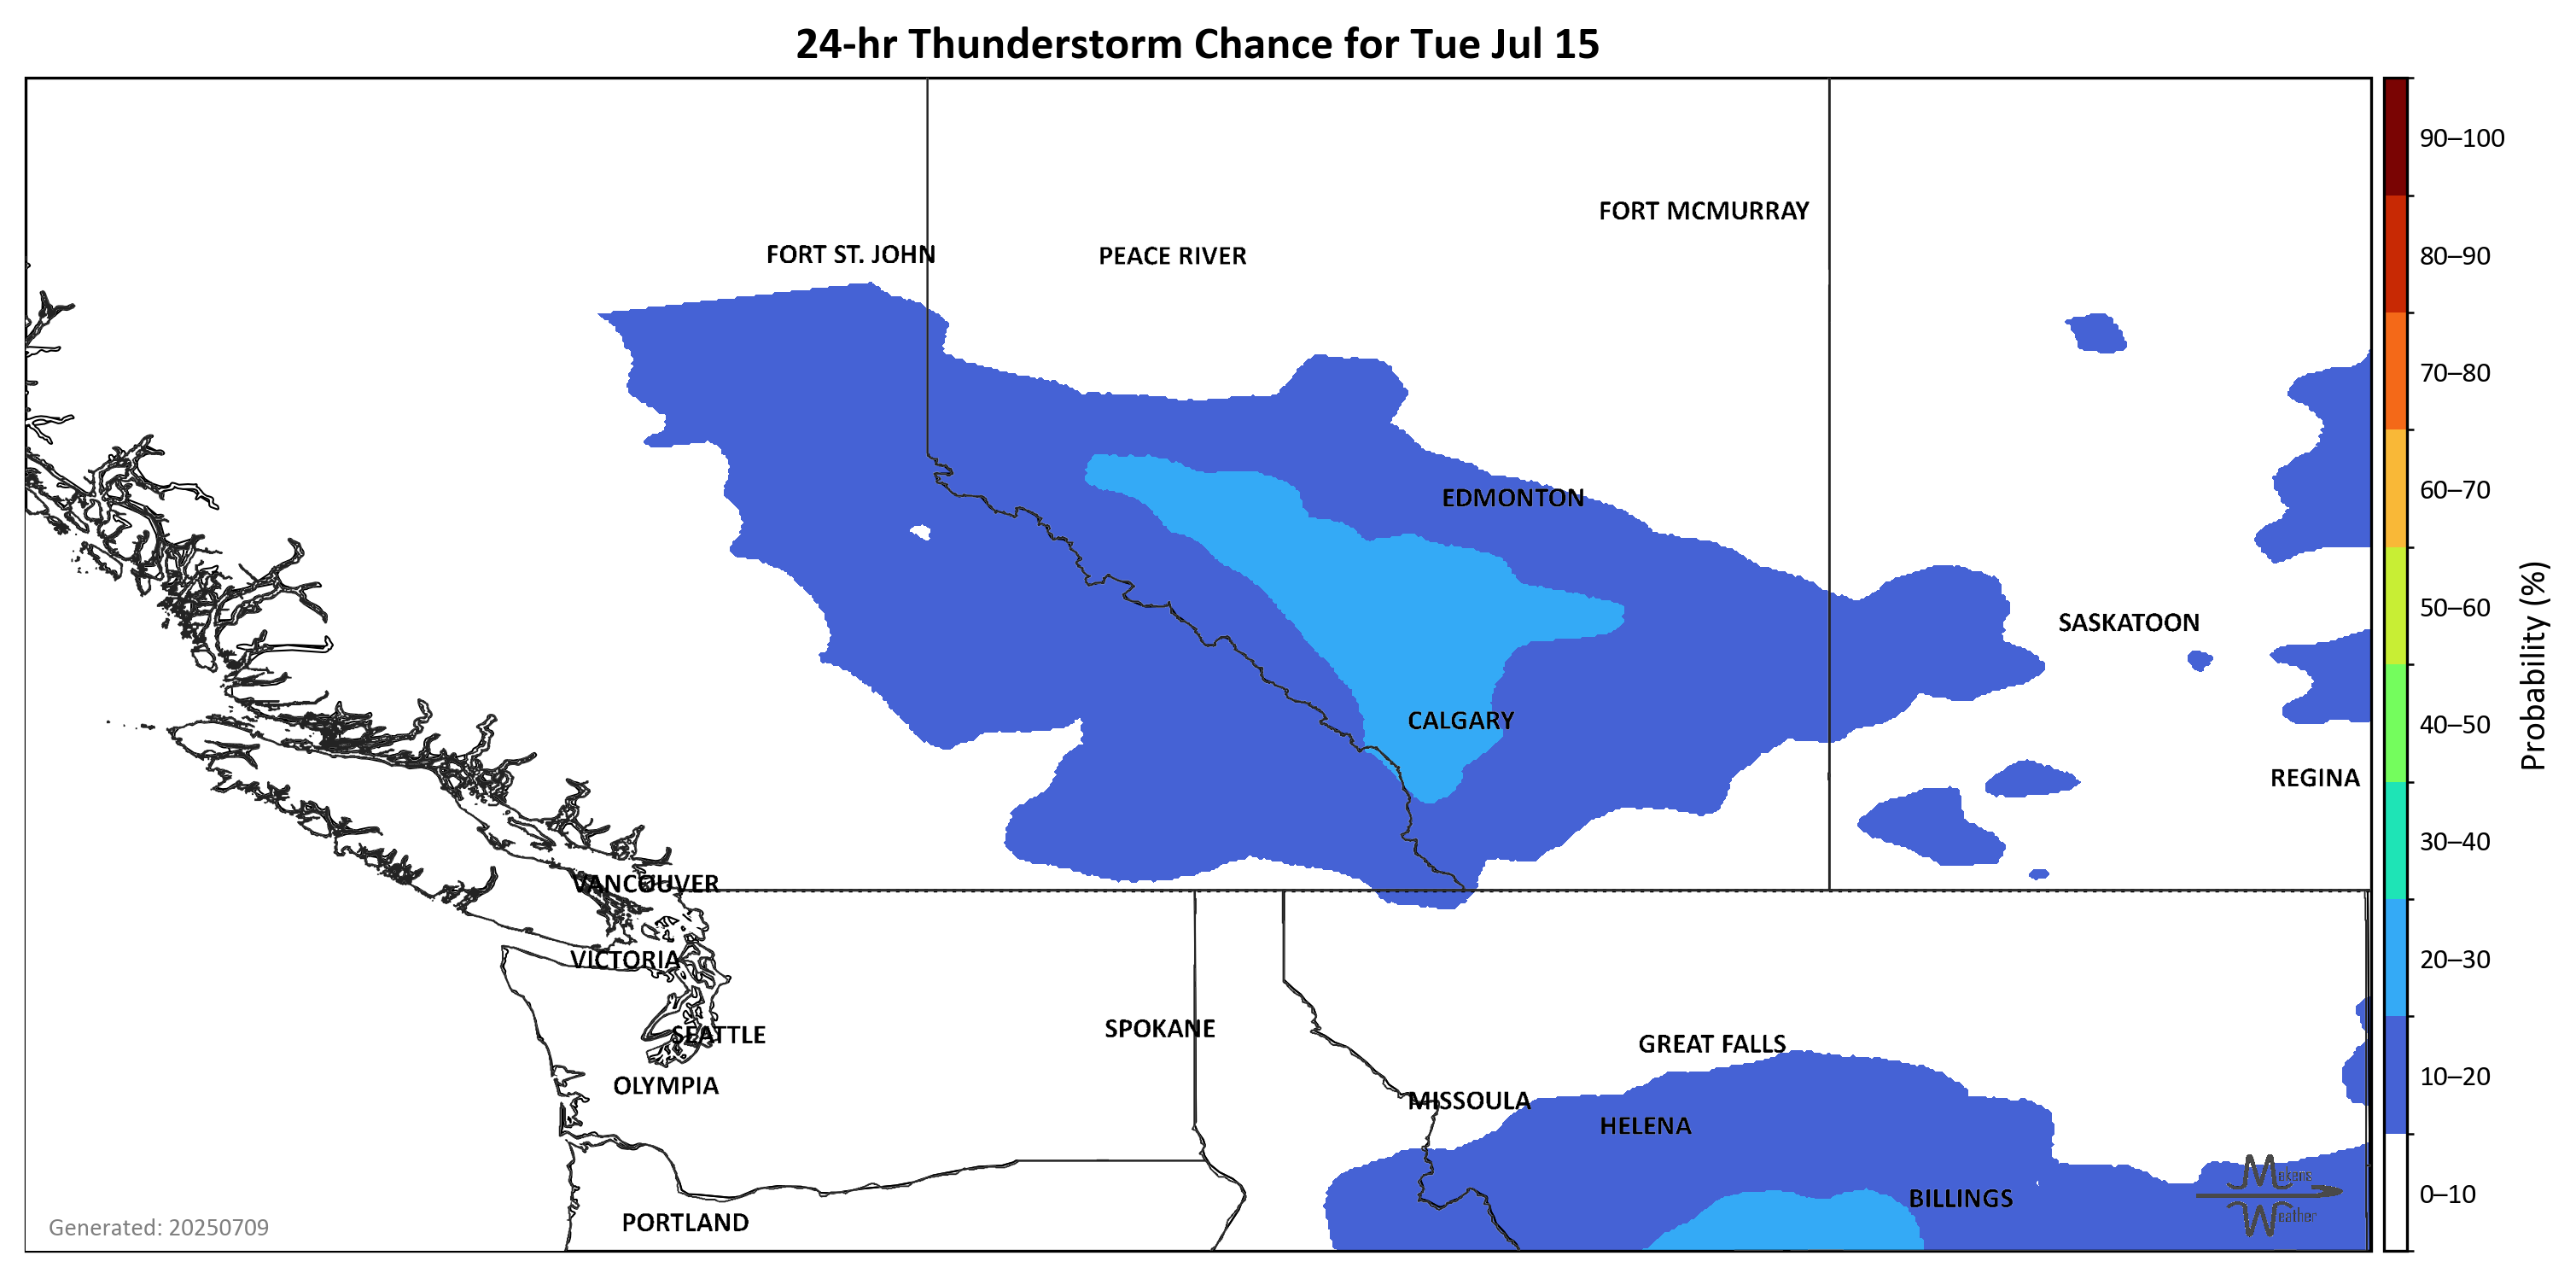 24-hr Thunderstorm Chance for Tue Jul 15
90–100
FORT MCMURRAY
FORT ST. JOHN
PEACE RIVER
80–90
70–80
EDMONTON
60–70
50–60
SASKATOON
Probability (%)
CALGARY
40–50
REGINA
30–40
VANCOUVER
VICTORIA
20–30
SEATTLE
SPOKANE
GREAT FALLS
OLYMPIA
MISSOULA
10–20
HELENA
Mekens
Weather
BILLINGS
0–10
PORTLAND
Generated: 20250709